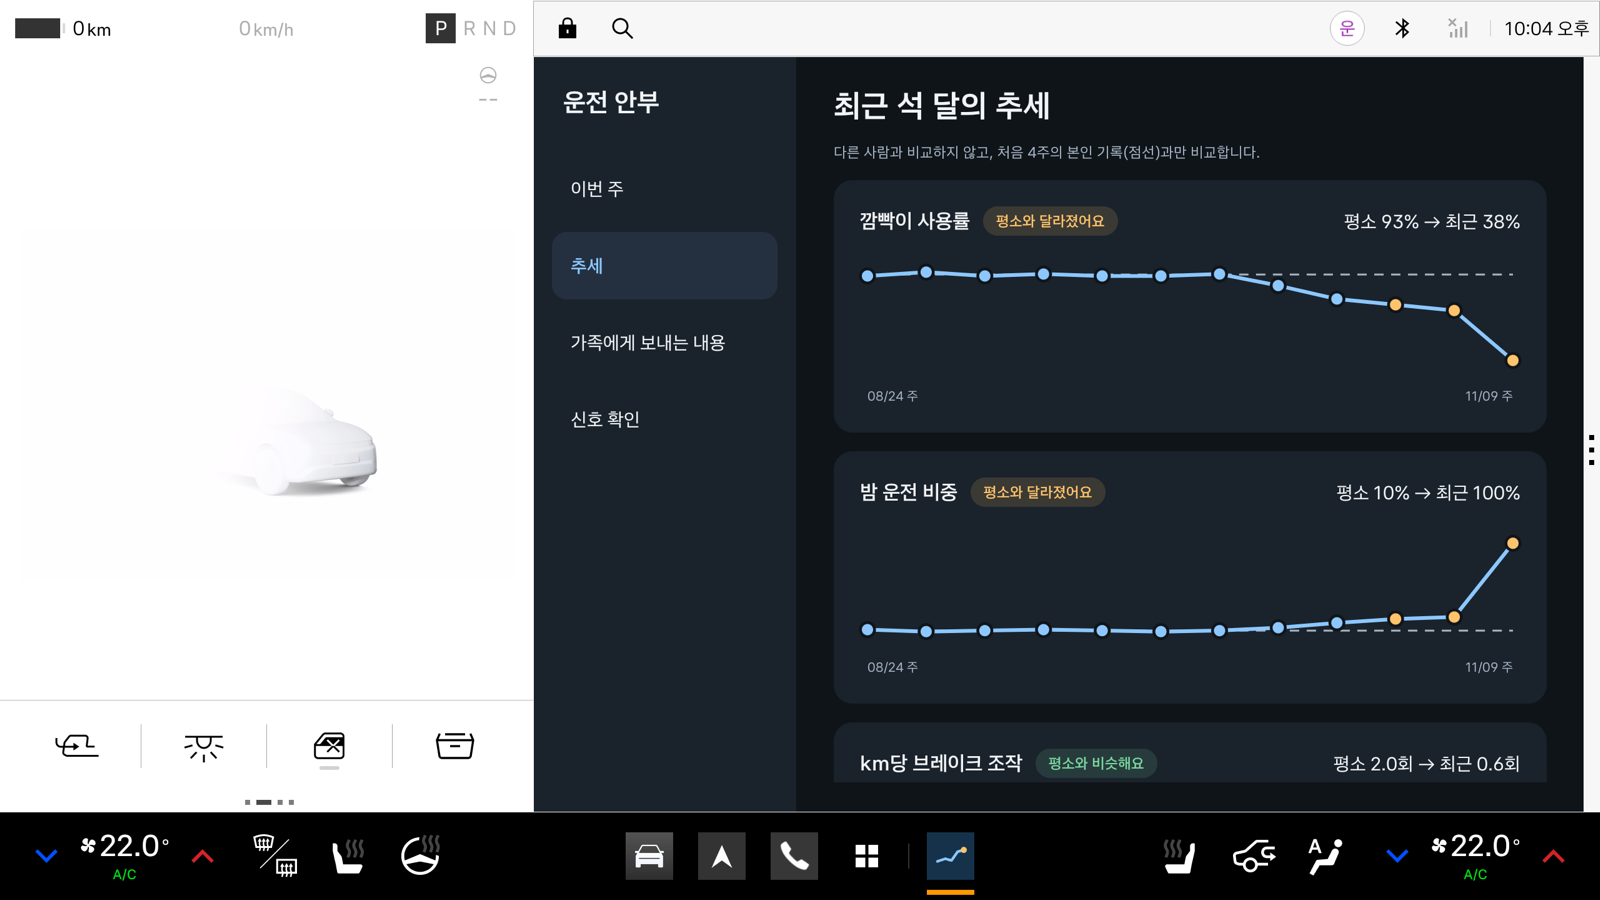 0km
0km/h
P R N D
--
운
10:04 오후
운전 안부
이번 주
추세
가족에게 보내는 내용
신호 확인
최근 석 달의 추세
다른 사람과 비교하지 않고, 처음 4주의 본인 기록(점선)과만 비교합니다.
깜빡이 사용률 평소와 달라졌어요 평소 93% → 최근 38%
08/24 주 11/09 주
밤 운전 비중 평소와 달라졌어요 평소 10% → 최근 100%
08/24 주 11/09 주
km당 브레이크 조작 평소와 비슷해요 평소 2.0회 → 최근 0.6회
22.0°
A/C
A
22.0°
A/C